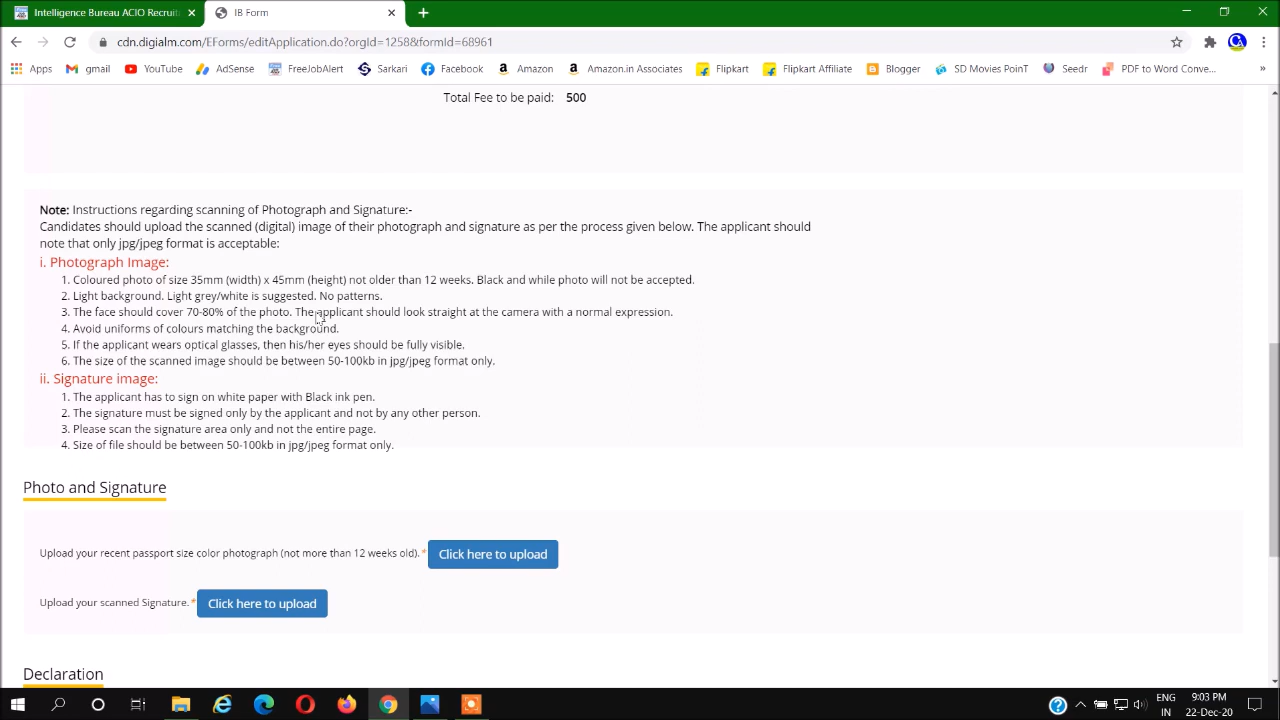 Intelligence Bureau ACIO Recruit
IB Form
cdn.digialm.com/EForms/editApplication.do?orgId=1258&formId=68961
Apps gmail YouTube AdSense FreeJobAlert Sarkari Facebook Amazon Amazon.in Associates Flipkart Flipkart Affiliate Blogger SD Movies PoinT Seedr PDF to Word Conve... »
Total Fee to be paid: 500
Note: Instructions regarding scanning of Photograph and Signature:-
Candidates should upload the scanned (digital) image of their photograph and signature as per the process given below. The applicant should
note that only jpg/jpeg format is acceptable:
i. Photograph Image:
1. Coloured photo of size 35mm (width) x 45mm (height) not older than 12 weeks. Black and while photo will not be accepted.
2. Light background. Light grey/white is suggested. No patterns.
3. The face should cover 70-80% of the photo. The applicant should look straight at the camera with a normal expression.
4. Avoid uniforms of colours matching the background.
5. If the applicant wears optical glasses, then his/her eyes should be fully visible.
6. The size of the scanned image should be between 50-100kb in jpg/jpeg format only.
ii. Signature image:
1. The applicant has to sign on white paper with Black ink pen.
2. The signature must be signed only by the applicant and not by any other person.
3. Please scan the signature area only and not the entire page.
4. Size of file should be between 50-100kb in jpg/jpeg format only.
Photo and Signature
Upload your recent passport size color photograph (not more than 12 weeks old).* Click here to upload
Upload your scanned Signature.* Click here to upload
Declaration
ENG 9:03 PM
IN 22-Dec-20